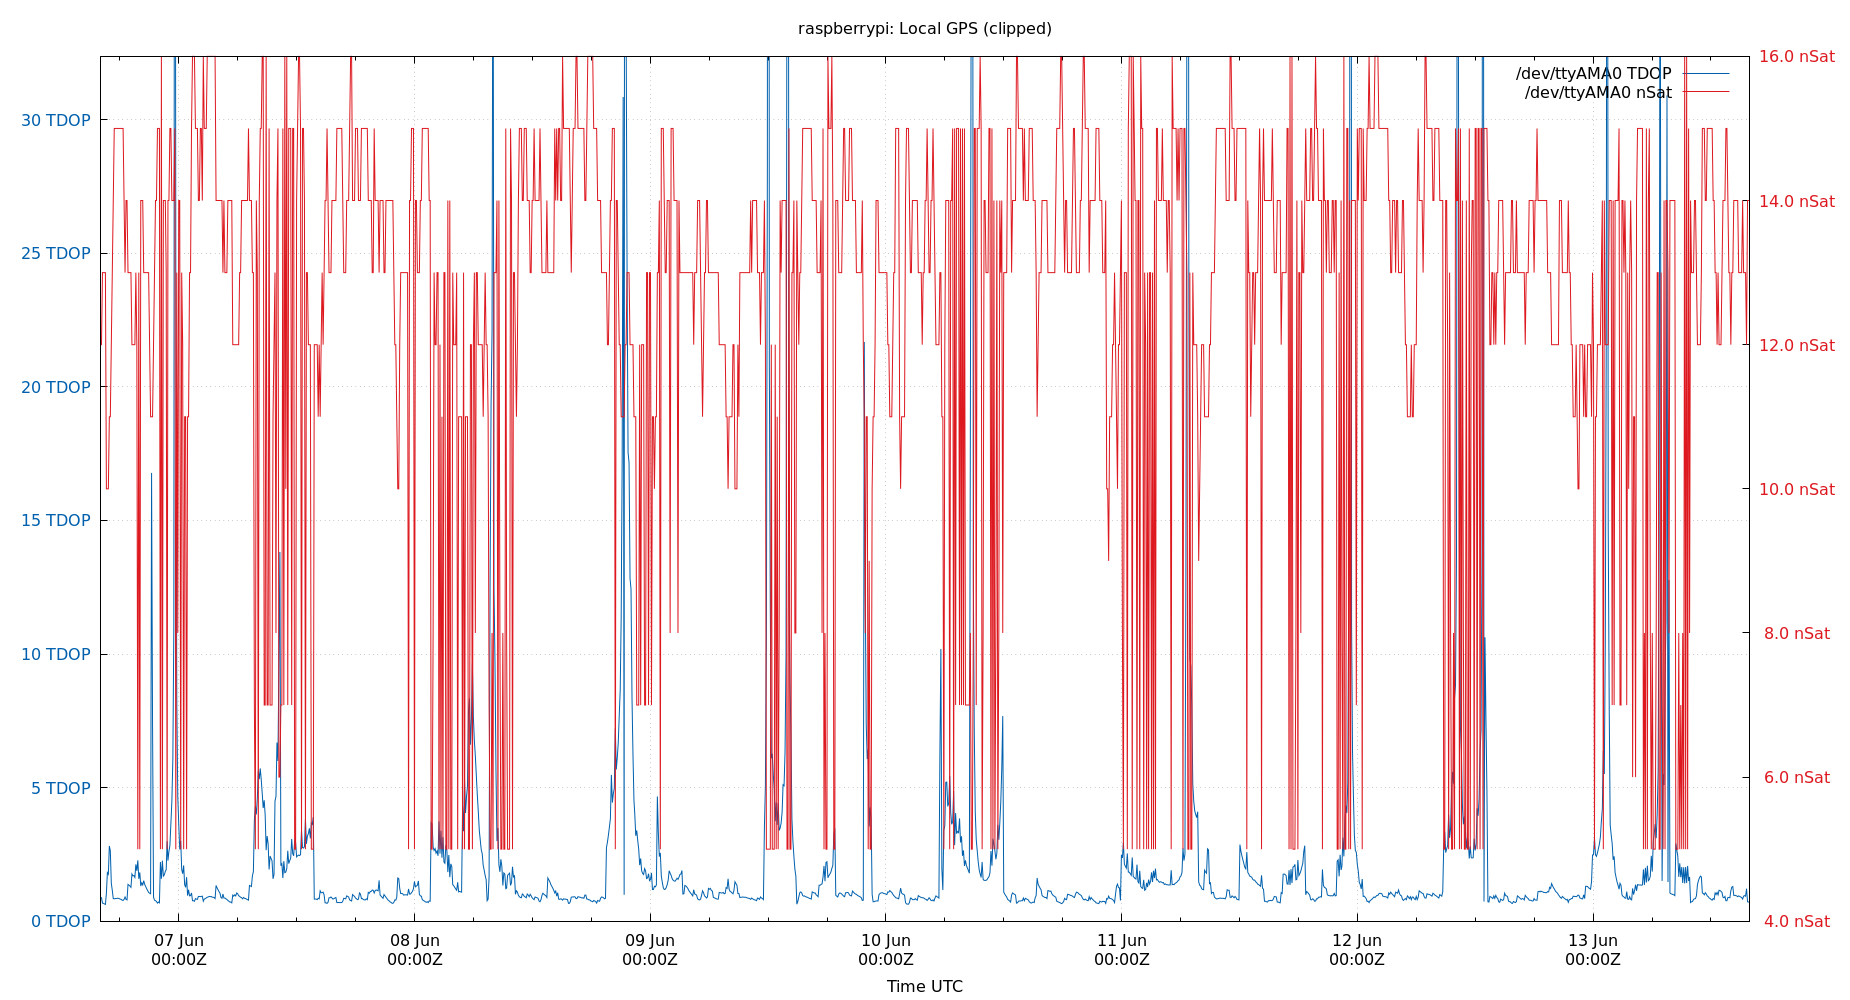 raspberrypi: Local GPS (clipped)
/dev/ttyAMA0 TDOP
/dev/ttyAMA0 nSat
30 TDOP
25 TDOP
20 TDOP
15 TDOP
10 TDOP
5 TDOP
0 TDOP
16.0 nSat
14.0 nSat
12.0 nSat
10.0 nSat
8.0 nSat
6.0 nSat
4.0 nSat
07 Jun
00:00Z
08 Jun
00:00Z
09 Jun
00:00Z
10 Jun
00:00Z
11 Jun
00:00Z
12 Jun
00:00Z
13 Jun
00:00Z
Time UTC